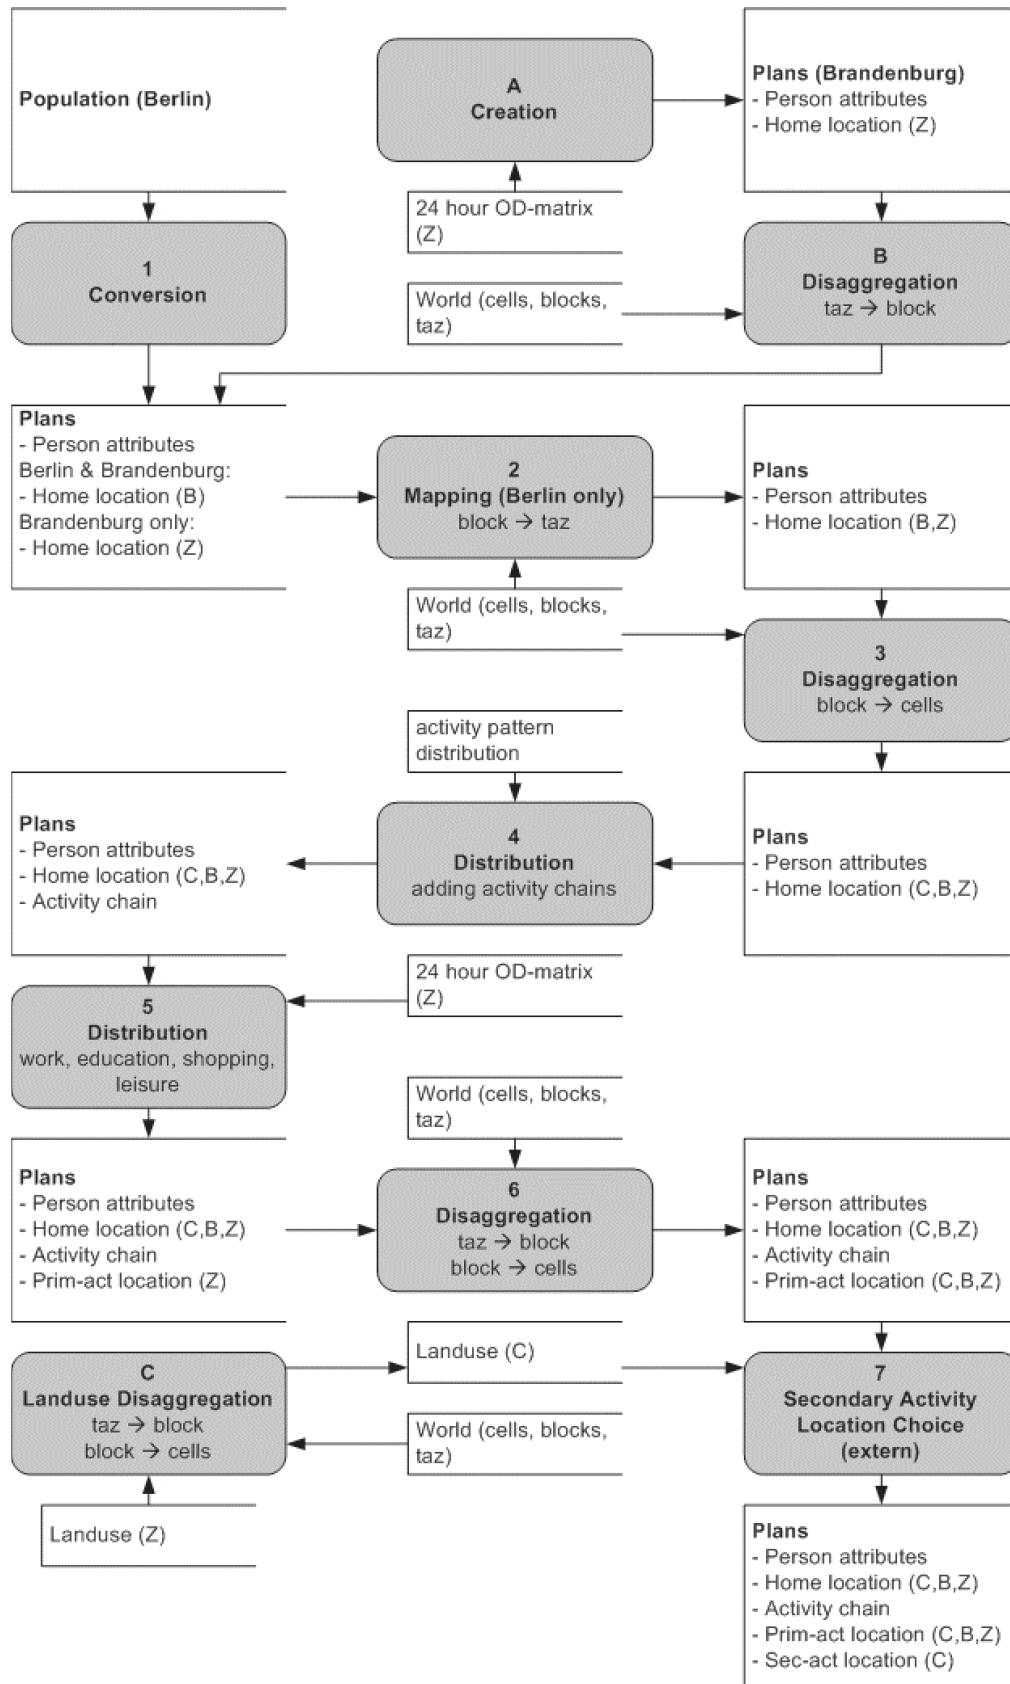 Population (Berlin)
A
Creation
Plans (Brandenburg)
- Person attributes
- Home location (Z)
24 hour OD-matrix
(Z)
1
Conversion
World (cells, blocks,
taz)
B
Disaggregation
taz → block
Plans
- Person attributes
Berlin & Brandenburg:
- Home location (B)
Brandenburg only:
- Home location (Z)
2
Mapping (Berlin only)
block → taz
Plans
- Person attributes
- Home location (B,Z)
World (cells, blocks,
taz)
3
Disaggregation
block → cells
activity pattern
distribution
Plans
- Person attributes
- Home location (C,B,Z)
- Activity chain
4
Distribution
adding activity chains
Plans
- Person attributes
- Home location (C,B,Z)
24 hour OD-matrix
(Z)
5
Distribution
work, education, shopping,
leisure
World (cells, blocks,
taz)
Plans
- Person attributes
- Home location (C,B,Z)
- Activity chain
- Prim-act location (Z)
6
Disaggregation
taz → block
block → cells
Plans
- Person attributes
- Home location (C,B,Z)
- Activity chain
- Prim-act location (C,B,Z)
C
Landuse Disaggregation
taz → block
block → cells
Landuse (C)
World (cells, blocks,
taz)
7
Secondary Activity
Location Choice
(extern)
Landuse (Z)
Plans
- Person attributes
- Home location (C,B,Z)
- Activity chain
- Prim-act location (C,B,Z)
- Sec-act location (C)